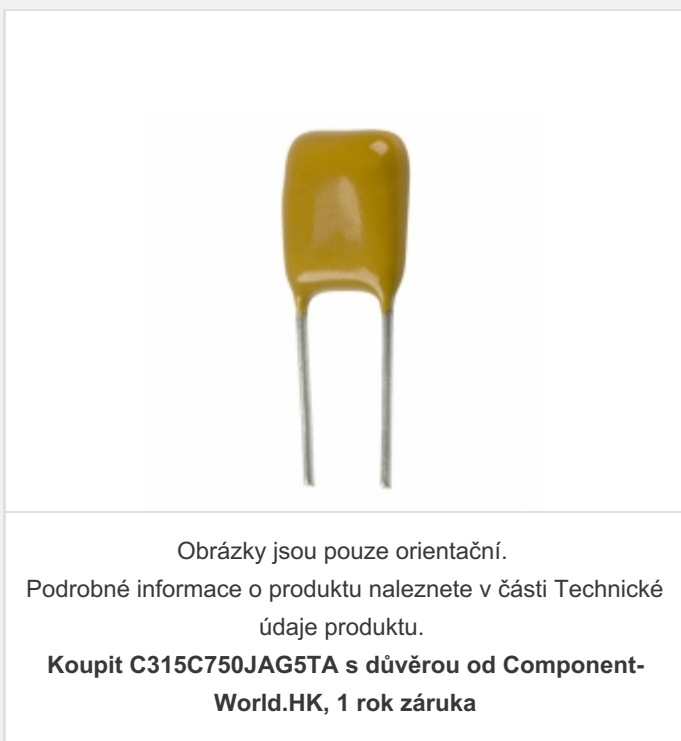 Obrázky jsou pouze orientační.
Podrobné informace o produktu naleznete v části Technické
údaje produktu.
Koupit C315C750JAG5TA s důvěrou od Component-
World.HK, 1 rok záruka